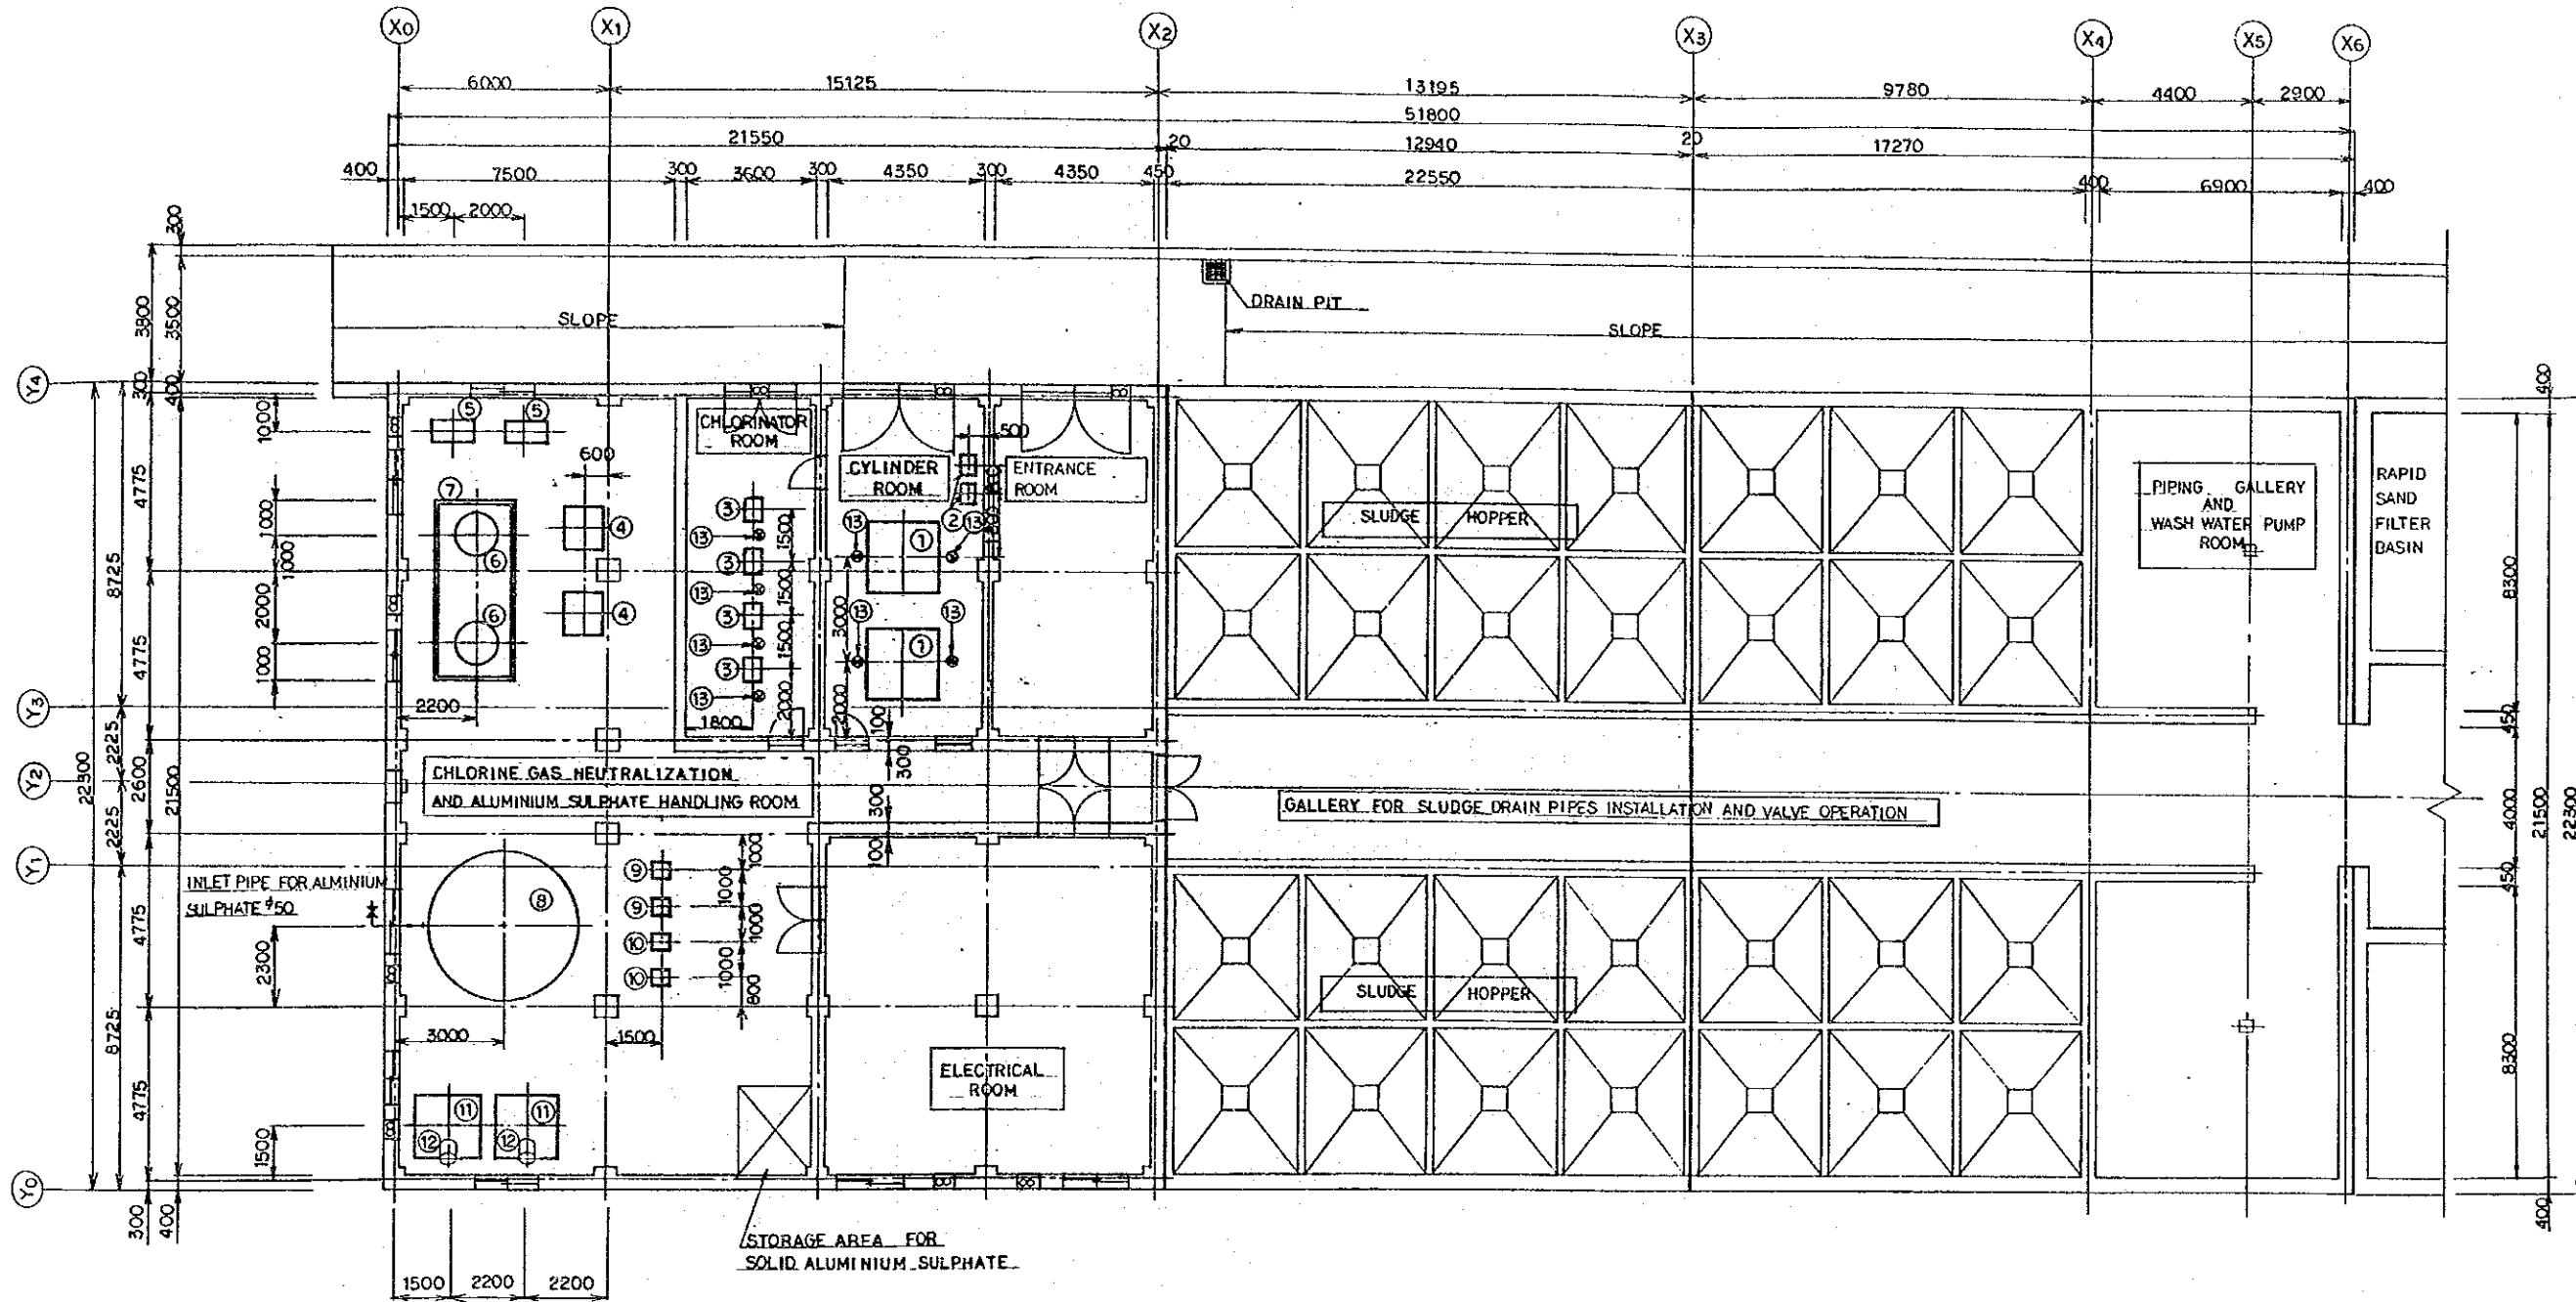 X0 X1 X2 X3 X4 X5 X6
6000 15125 13195 9780 4400 2900
51800
21550 20 12940 20 17270
400 7500 300 3600 300 4350 300 4350 450 22550 400 6900 400
1500 2000
300
3800 3500
SLOPE
DRAIN PIT
SLOPE
Y4
300 400
400
1000
5 5
CHLORINATOR
ROOM
500
600
CYLINDER
ROOM
ENTRANCE
ROOM
4775
7
3
4
13
2
13
1
1000
1500
6
3
1000
SLUDGE HOPPER
PIPING GALLERY
AND
WASH WATER PUMP
ROOM
RAPID
SAND
FILTER
BASIN
8725
13
1500
4
3
13
13
3000
8300
2000
6
13
1500
1
4775
3
1000
13
2000
2000
Y3
2200
1800
100
450
2225
300
CHLORINE GAS NEUTRALIZATION
AND ALUMINIUM SULPHATE HANDLING ROOM
Y2
22300 2600 21500
300
GALLERY FOR SLUDGE DRAIN PIPES INSTALLATION AND VALVE OPERATION
4000 21500 22300
2225
100
1000
Y1
INLET PIPE FOR ALMINIUM
SULPHATE φ50
8
9
9
10
10
1000
1000
1000
800
450
4775
2300
SLUDGE HOPPER
8725
3000
1500
ELECTRICAL
ROOM
8300
4775
11 11
12 12
1500
Y0
300 400
400
STORAGE AREA FOR
SOLID ALUMINIUM SULPHATE
1500 2200 2200